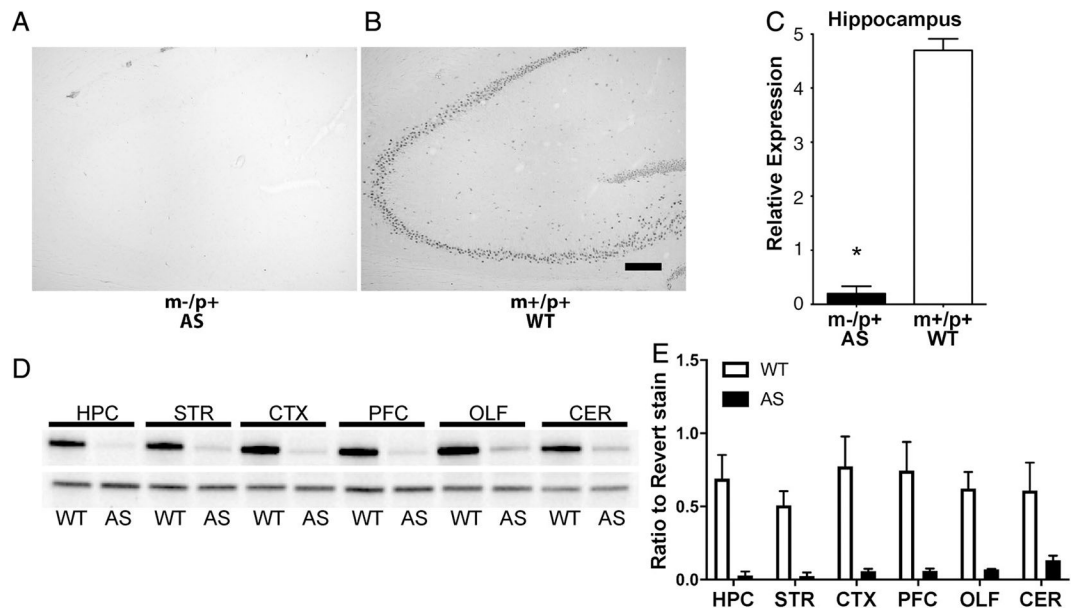 A
B
m-/p+
AS
m+/p+
WT
C
Hippocampus
Relative Expression
5
4
3
2
1
0
*
m-/p+
AS
m+/p+
WT
D
HPC STR CTX PFC OLF CER
WT AS WT AS WT AS WT AS WT AS WT AS
E
Ratio to Revert stain
1.5
1.0
0.5
0.0
WT
AS
HPC STR CTX PFC OLF CER